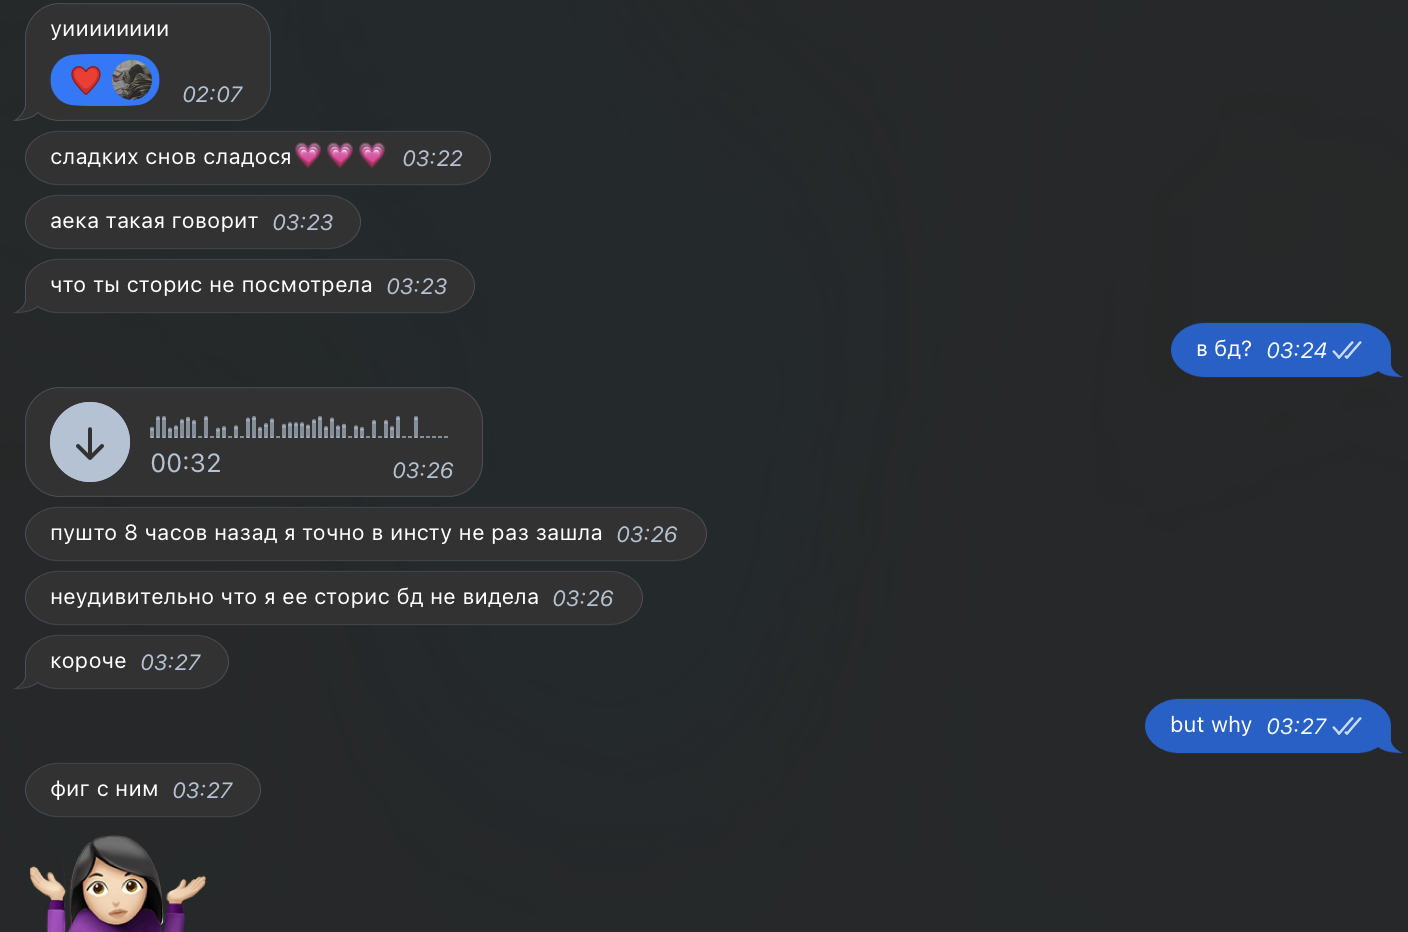 уииииииии
02:07
сладких снов сладося💗💗💗 03:22
аека такая говорит 03:23
что ты сторис не посмотрела 03:23
в бд? 03:24
00:32 03:26
пушто 8 часов назад я точно в инсту не раз зашла 03:26
неудивительно что я ее сторис бд не видела 03:26
короче 03:27
but why 03:27
фиг с ним 03:27